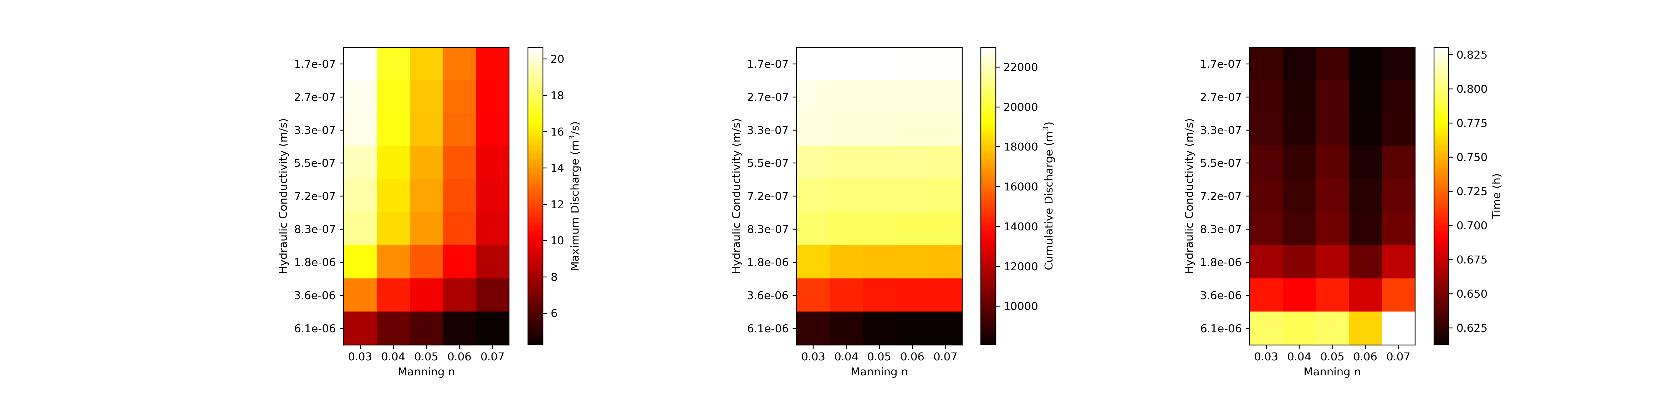 1.7e-07
2.7e-07
3.3e-07
5.5e-07
7.2e-07
8.3e-07
1.8e-06
3.6e-06
6.1e-06
Hydraulic Conductivity (m/s)
0.03 0.04 0.05 0.06 0.07
Manning n
20
18
16
14
12
10
8
6
Maximum Discharge (m³/s)
1.7e-07
2.7e-07
3.3e-07
5.5e-07
7.2e-07
8.3e-07
1.8e-06
3.6e-06
6.1e-06
Hydraulic Conductivity (m/s)
0.03 0.04 0.05 0.06 0.07
Manning n
22000
20000
18000
16000
14000
12000
10000
Cumulative Discharge (m³)
1.7e-07
2.7e-07
3.3e-07
5.5e-07
7.2e-07
8.3e-07
1.8e-06
3.6e-06
6.1e-06
Hydraulic Conductivity (m/s)
0.03 0.04 0.05 0.06 0.07
Manning n
0.825
0.800
0.775
0.750
0.725
0.700
0.675
0.650
0.625
Time (h)